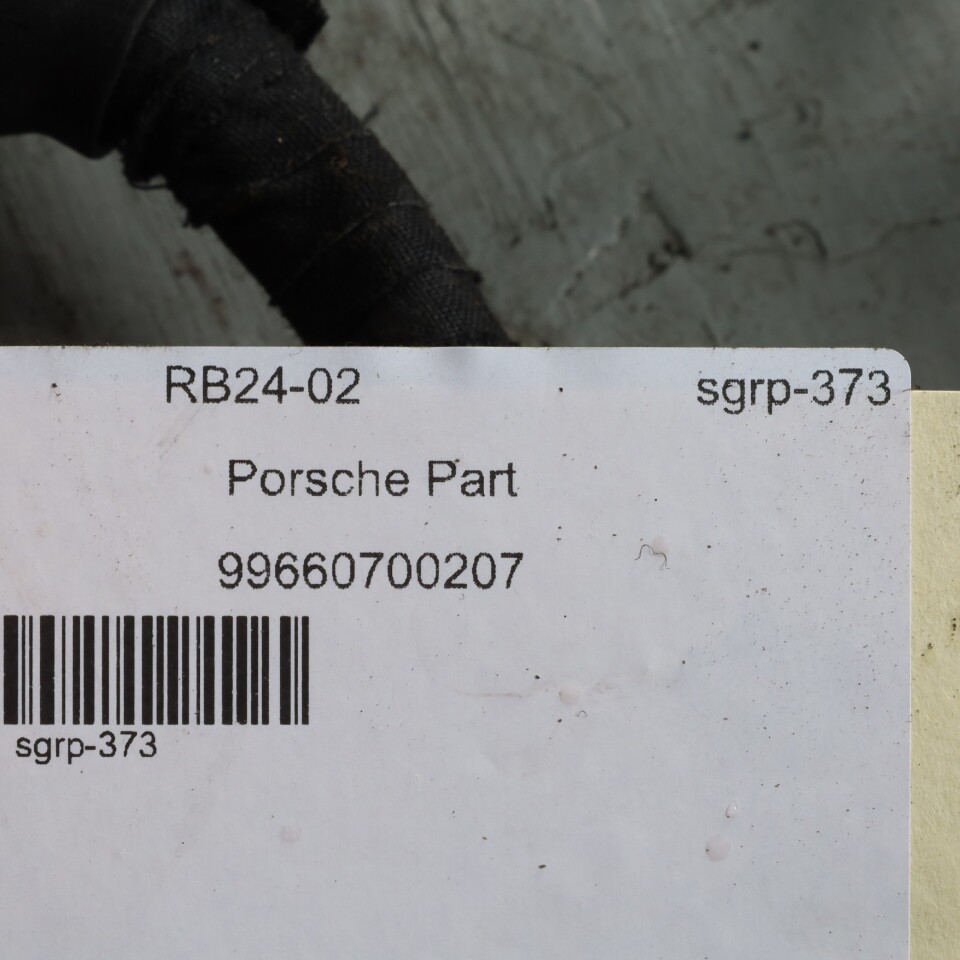 RB24-02 sgrp-373
Porsche Part
99660700207
sgrp-373